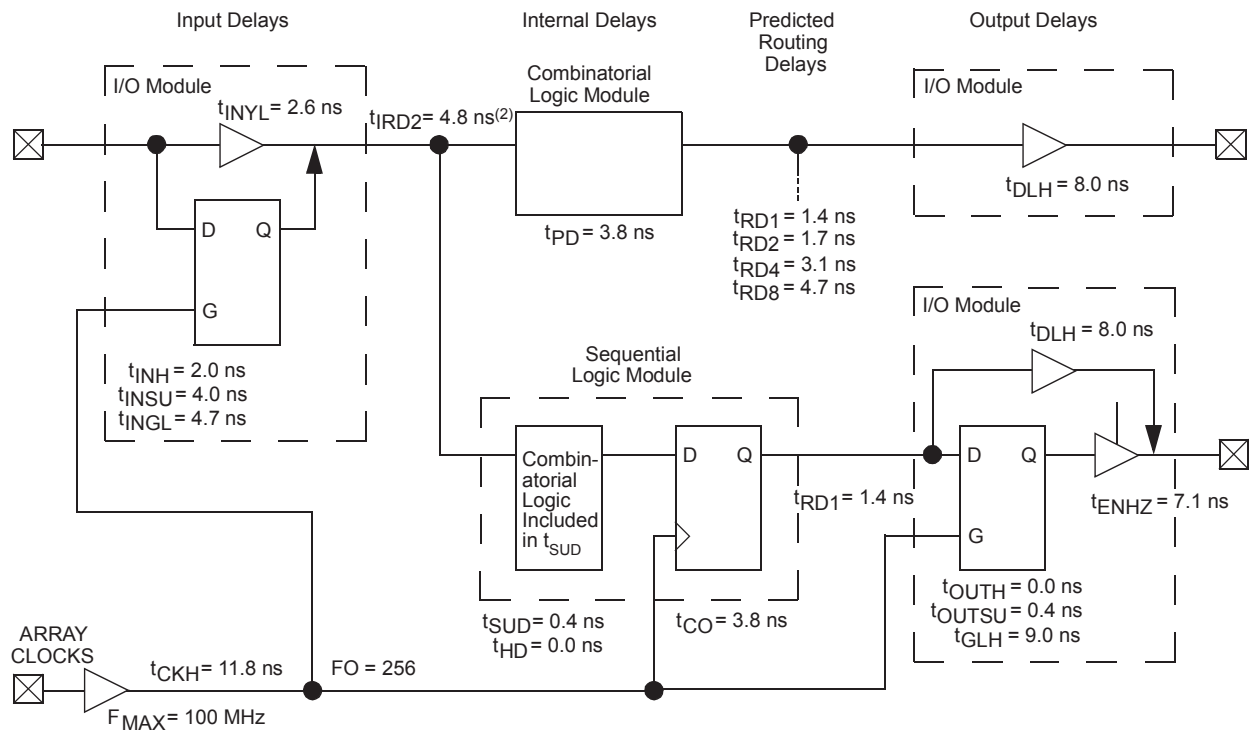 Input Delays
Internal Delays
Predicted
Routing
Delays
Output Delays
I/O Module
tINYL = 2.6 ns
tIRD2 = 4.8 ns(2)
Combinatorial
Logic Module
I/O Module
tDLH = 8.0 ns
D Q
G
tPD = 3.8 ns
tRD1 = 1.4 ns
tRD2 = 1.7 ns
tRD4 = 3.1 ns
tRD8 = 4.7 ns
tINH = 2.0 ns
tINSU = 4.0 ns
tINGL = 4.7 ns
Sequential
Logic Module
I/O Module
tDLH = 8.0 ns
Combin-
atorial
Logic
Included
in tSUD
D Q
tRD1 = 1.4 ns
D Q
G
tENHZ = 7.1 ns
tSUD = 0.4 ns
tHD = 0.0 ns
tCO = 3.8 ns
tOUTH = 0.0 ns
tOUTSU = 0.4 ns
tGLH = 9.0 ns
ARRAY
CLOCKS
tCKH = 11.8 ns
FO = 256
FMAX = 100 MHz